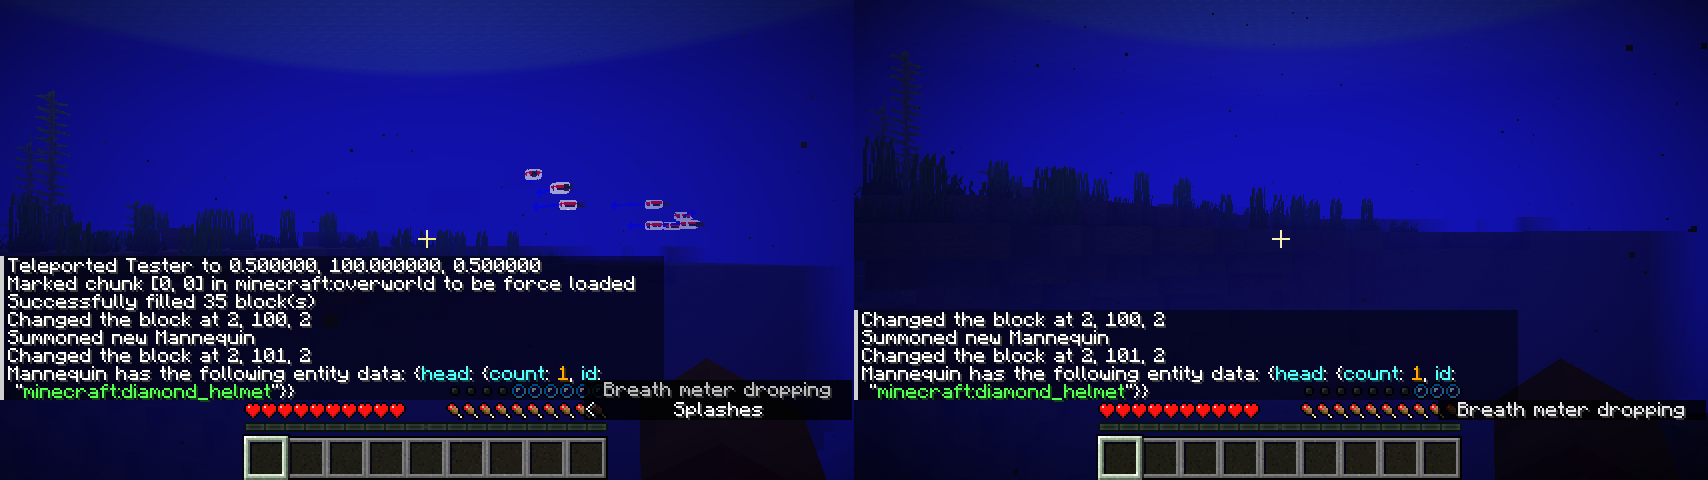 Teleported Tester to 0.500000, 100.000000, 0.500000
Marked chunk [0, 0] in minecraft:overworld to be force loaded
Successfully filled 35 block(s)
Changed the block at 2, 100, 2
Summoned new Mannequin
Changed the block at 2, 101, 2
Mannequin has the following entity data: {head: {count: 1, id:
"minecraft:diamond_helmet"}}
Breath meter dropping
< Splashes
Changed the block at 2, 100, 2
Summoned new Mannequin
Changed the block at 2, 101, 2
Mannequin has the following entity data: {head: {count: 1, id:
"minecraft:diamond_helmet"}}
Breath meter dropping